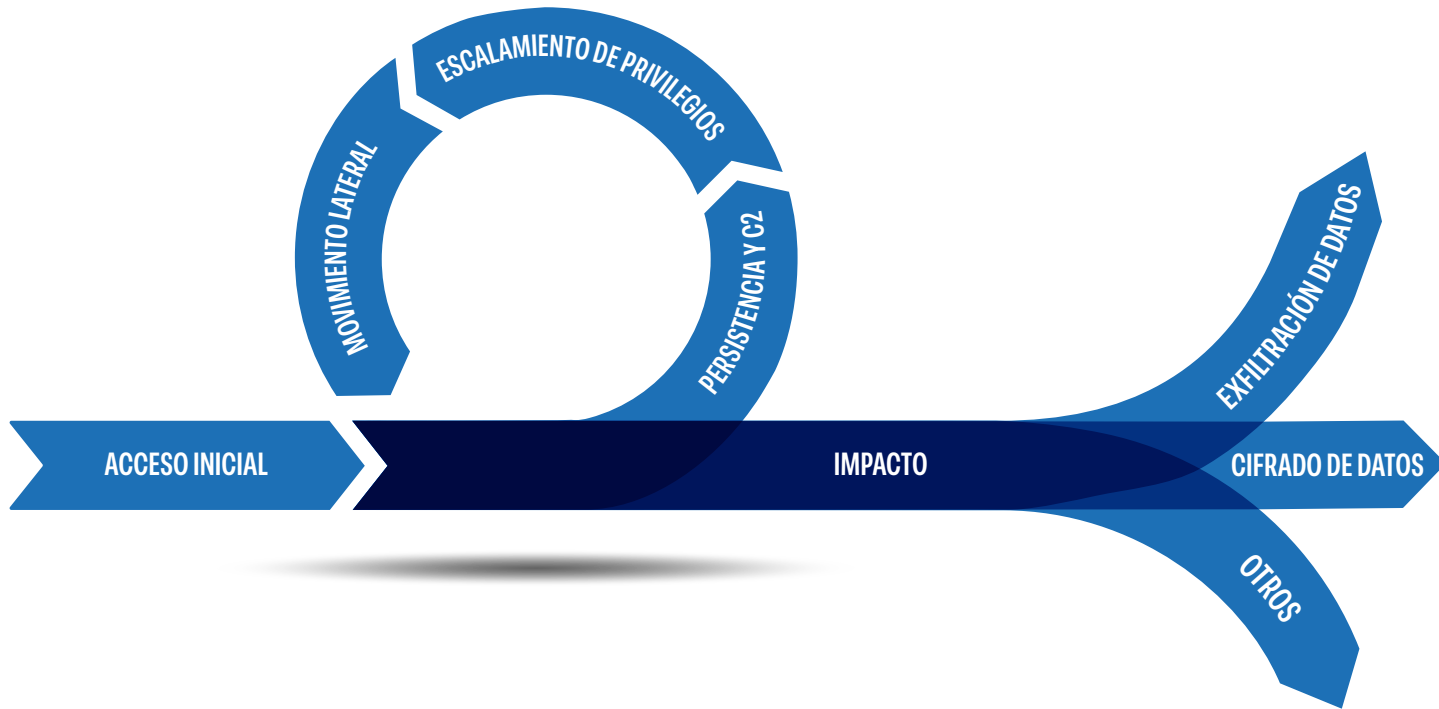 ACCESO INICIAL
PERSISTENCIA Y C2
ESCALAMIENTO DE PRIVILEGIOS
MOVIMIENTO LATERAL
IMPACTO
EXFILTRACIÓN DE DATOS
CIFRADO DE DATOS
OTROS